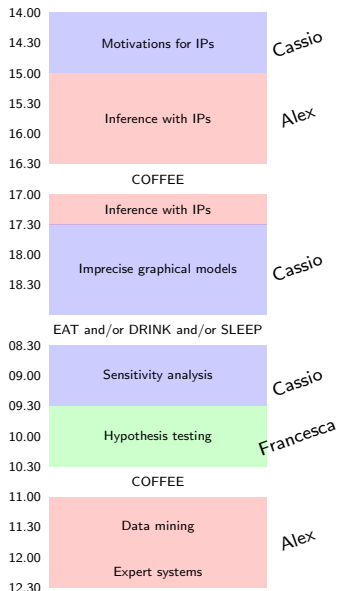 14.00
14.30 Motivations for IPs Cassio
15.00
15.30 Inference with IPs Alex
16.00
16.30
COFFEE
17.00
Inference with IPs
17.30
18.00 Imprecise graphical models Cassio
18.30
EAT and/or DRINK and/or SLEEP
08.30
09.00 Sensitivity analysis Cassio
09.30
10.00 Hypothesis testing Francesca
10.30
COFFEE
11.00
11.30 Data mining Alex
12.00
Expert systems
12.30